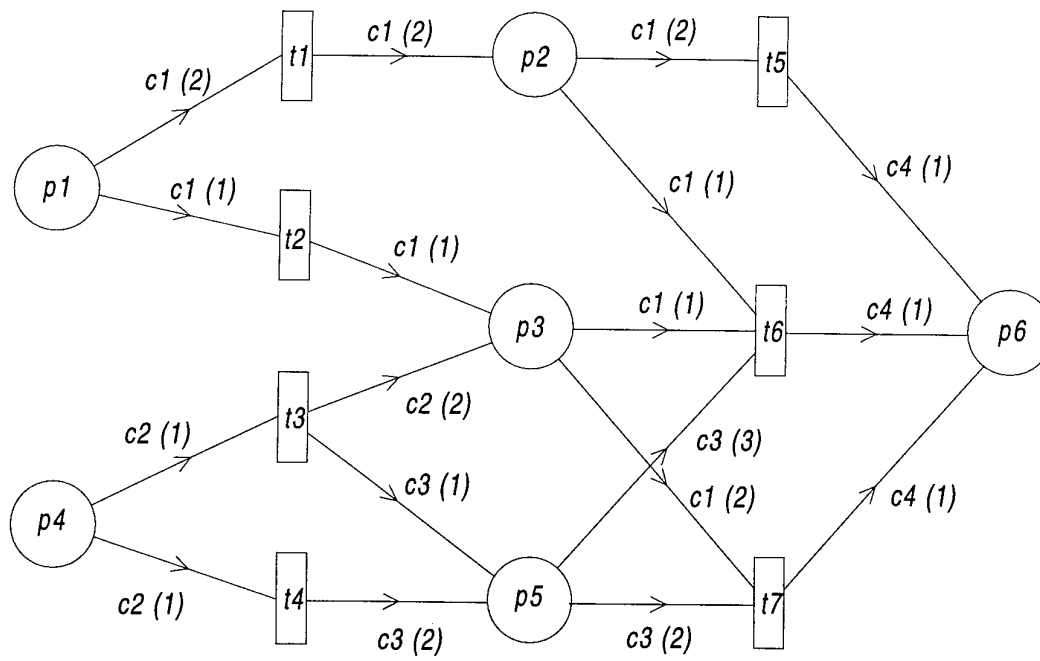 c1 (2)
c1 (2)
t1
p2
t5
c1 (2)
c4 (1)
p1
c1 (1)
c1 (1)
t2
c1 (1)
c1 (1)
c4 (1)
p3
t6
p6
c2 (1)
t3
c2 (2)
c3 (3)
c3 (1)
c1 (2)
c4 (1)
p4
c2 (1)
t4
p5
t7
c3 (2)
c3 (2)